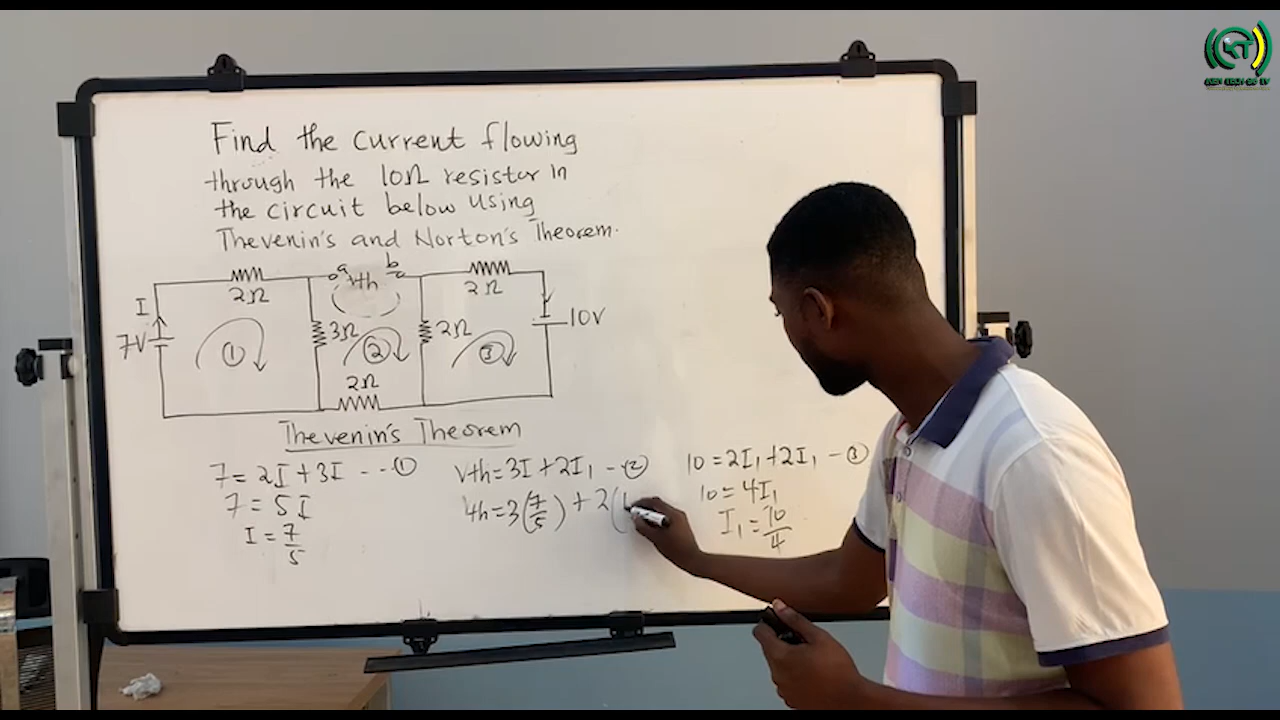 Find the current flowing
through the 10Ω resistor in
the circuit below using
Thevenin's and Norton's Theorem.
a
b
Vth
I
2Ω
2Ω
7V
3Ω
2Ω
10V
1
2
3
2Ω
Thevenin's Theorem
7 = 2I + 3I --- ①
7 = 5I
I = 7/5
Vth = 3I + 2I₁ -- ②
Vth = 3(7/5) + 2(
10 = 2I₁ + 2I₁ -- ③
10 = 4I₁
I₁ = 10/4
GT